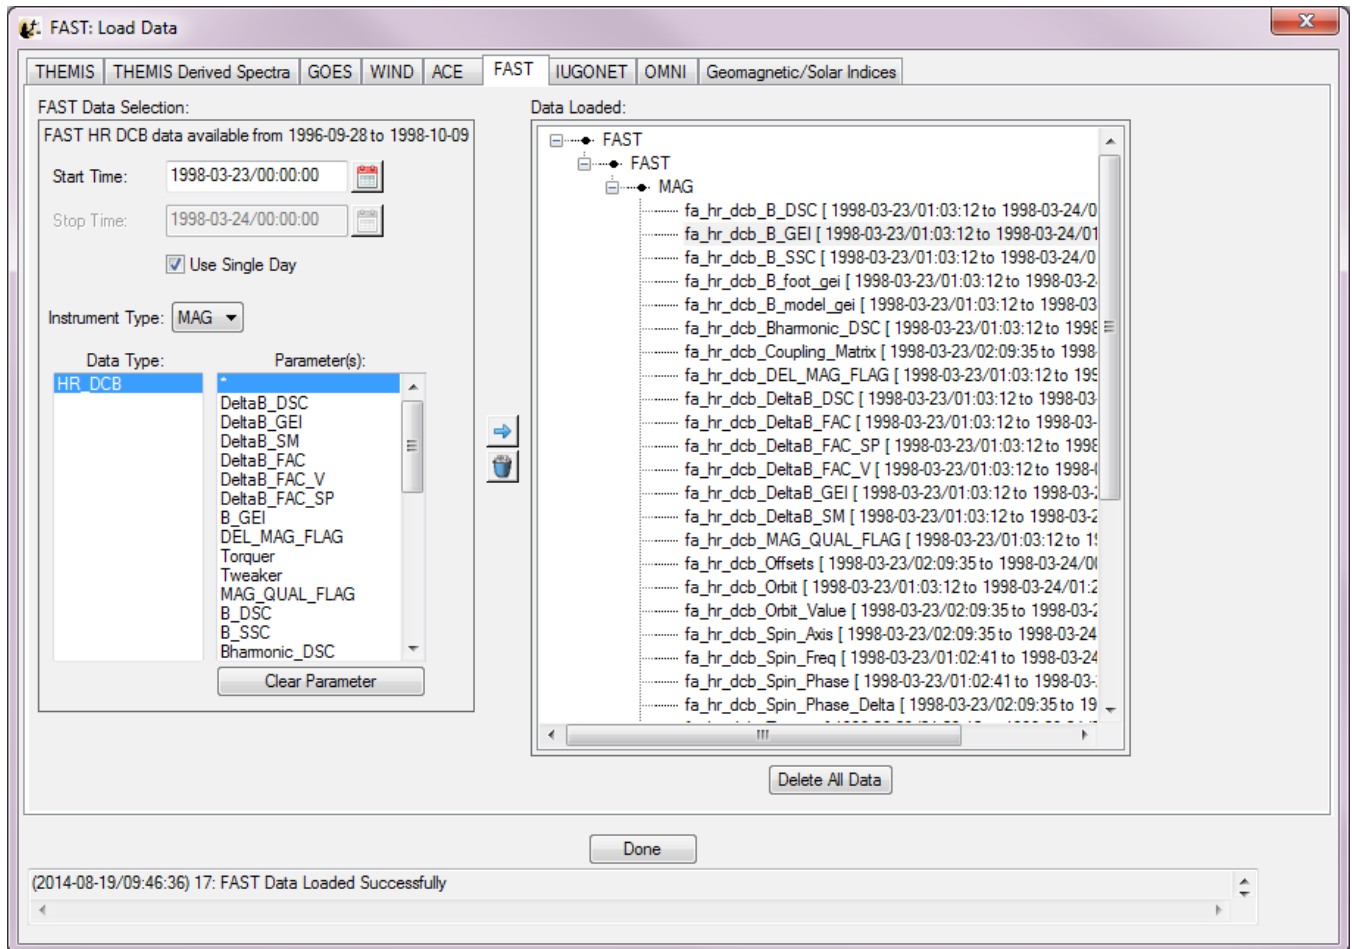 FAST: Load Data
THEMIS THEMIS Derived Spectra GOES WIND ACE FAST IUGONET OMNI Geomagnetic/Solar Indices
FAST Data Selection:
FAST HR DCB data available from 1996-09-28 to 1998-10-09
Start Time: 1998-03-23/00:00:00
Stop Time: 1998-03-24/00:00:00
Use Single Day
Instrument Type: MAG
Data Type:
HR_DCB
Parameter(s):
*
DeltaB_DSC
DeltaB_GEI
DeltaB_SM
DeltaB_FAC
DeltaB_FAC_V
DeltaB_FAC_SP
B_GEI
DEL_MAG_FLAG
Torquer
Tweaker
MAG_QUAL_FLAG
B_DSC
B_SSC
Bharmonic_DSC
Clear Parameter
Data Loaded:
FAST
FAST
MAG
fa_hr_dcb_B_DSC [ 1998-03-23/01:03:12 to 1998-03-24/0
fa_hr_dcb_B_GEI [ 1998-03-23/01:03:12 to 1998-03-24/01
fa_hr_dcb_B_SSC [ 1998-03-23/01:03:12 to 1998-03-24/0
fa_hr_dcb_B_foot_gei [ 1998-03-23/01:03:12 to 1998-03-2
fa_hr_dcb_B_model_gei [ 1998-03-23/01:03:12 to 1998-03
fa_hr_dcb_Bharmonic_DSC [ 1998-03-23/01:03:12 to 1998
fa_hr_dcb_Coupling_Matrix [ 1998-03-23/02:09:35 to 1998-
fa_hr_dcb_DEL_MAG_FLAG [ 1998-03-23/01:03:12 to 199
fa_hr_dcb_DeltaB_DSC [ 1998-03-23/01:03:12 to 1998-03-
fa_hr_dcb_DeltaB_FAC [ 1998-03-23/01:03:12 to 1998-03-
fa_hr_dcb_DeltaB_FAC_SP [ 1998-03-23/01:03:12 to 1998
fa_hr_dcb_DeltaB_FAC_V [ 1998-03-23/01:03:12 to 1998-
fa_hr_dcb_DeltaB_GEI [ 1998-03-23/01:03:12 to 1998-03-
fa_hr_dcb_DeltaB_SM [ 1998-03-23/01:03:12 to 1998-03-2
fa_hr_dcb_MAG_QUAL_FLAG [ 1998-03-23/01:03:12 to 1
fa_hr_dcb_Offsets [ 1998-03-23/02:09:35 to 1998-03-24/0
fa_hr_dcb_Orbit [ 1998-03-23/01:03:12 to 1998-03-24/01:2
fa_hr_dcb_Orbit_Value [ 1998-03-23/02:09:35 to 1998-03-2
fa_hr_dcb_Spin_Axis [ 1998-03-23/02:09:35 to 1998-03-24
fa_hr_dcb_Spin_Freq [ 1998-03-23/01:02:41 to 1998-03-24
fa_hr_dcb_Spin_Phase [ 1998-03-23/01:02:41 to 1998-03-
fa_hr_dcb_Spin_Phase_Delta [ 1998-03-23/02:09:35 to 19
Delete All Data
Done
(2014-08-19/09:46:36) 17: FAST Data Loaded Successfully